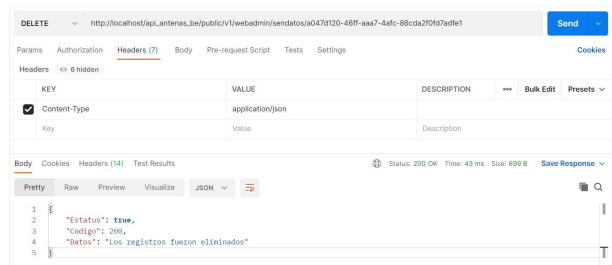 DELETE http://localhost/api_antenas_be/public/v1/webadmin/sendatos/a047d120-46ff-aaa7-4afc-86cda2f0fd7adfe1 Send
Params Authorization Headers (7) Body Pre-request Script Tests Settings Cookies
Headers 6 hidden
KEY VALUE DESCRIPTION ooo Bulk Edit Presets
Content-Type application/json
Key Value Description
Body Cookies Headers (14) Test Results Status: 200 OK Time: 43 ms Size: 699 B Save Response
Pretty Raw Preview Visualize JSON
1 {
2 "Estatus": true,
3 "Codigo": 200,
4 "Datos": "Los registros fueron eliminados"
5 }